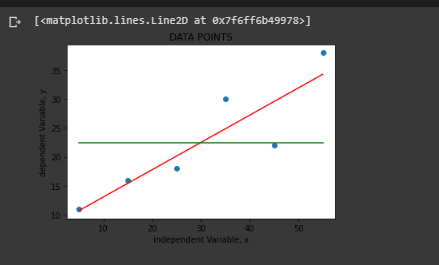 [<matplotlib.lines.Line2D at 0x7f6ff6b49978>]
DATA POINTS
dependent Variable, y
35
30
25
20
15
10
10 20 30 40 50
independent Variable, x